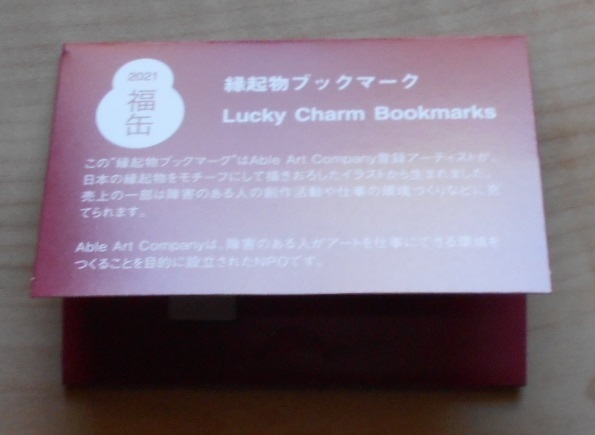 2021
福
缶
縁起物ブックマーク
Lucky Charm Bookmarks
この"縁起物ブックマーク"はAble Art Company登録アーティストが、
日本の縁起物をモチーフにして描きおろしたイラストから生まれました。
売上の一部は障害のある人の創作活動や仕事の環境づくりなどに充
てられます。
Able Art Companyは、障害のある人がアートを仕事にできる環境を
つくることを目的に設立されたNPOです。